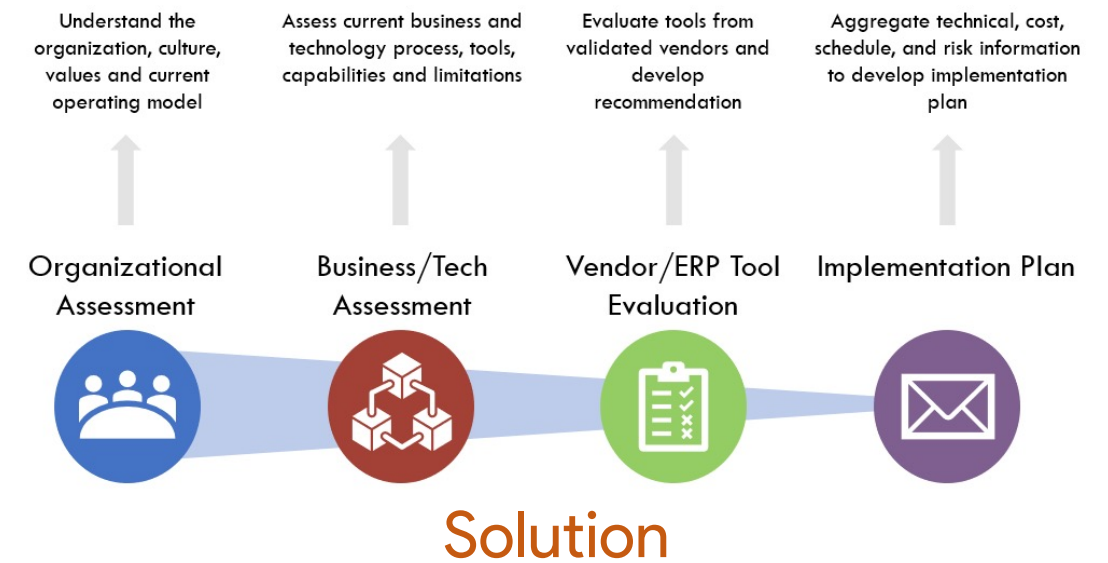 Understand the
organization, culture,
values and current
operating model
Assess current business and
technology process, tools,
capabilities and limitations
Evaluate tools from
validated vendors and
develop
recommendation
Aggregate technical, cost,
schedule, and risk information
to develop implementation
plan
Organizational
Assessment
Business/Tech
Assessment
Vendor/ERP Tool
Evaluation
Implementation Plan
Solution